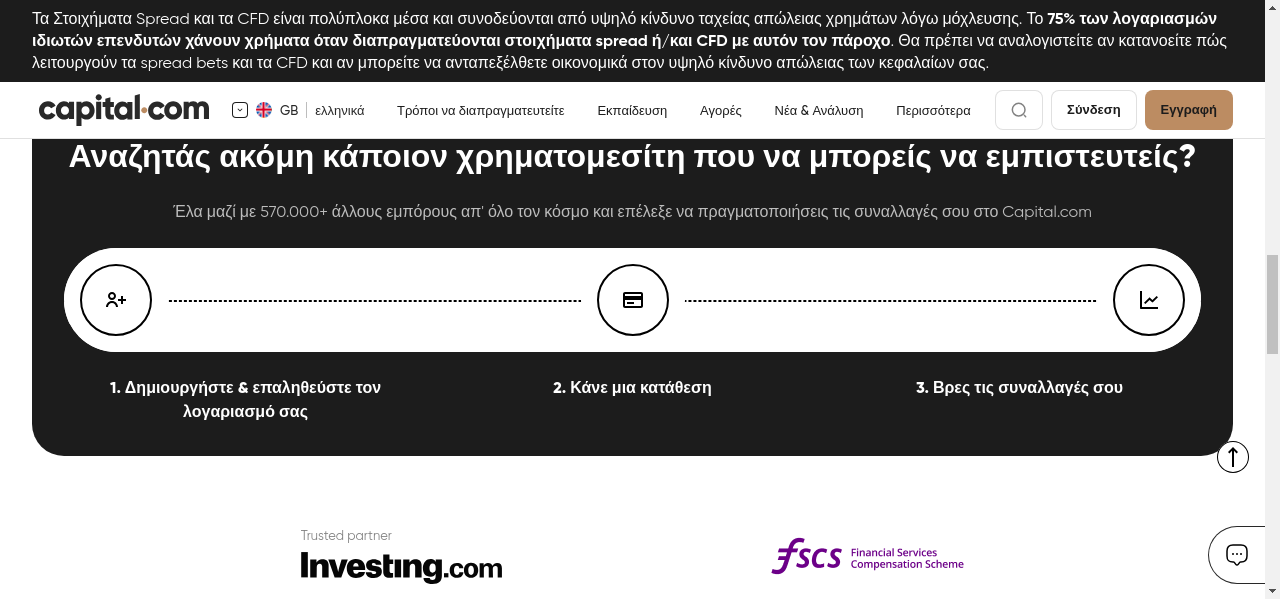 Τα Στοιχήματα Spread και τα CFD είναι πολύπλοκα μέσα και συνοδεύονται από υψηλό κίνδυνο ταχείας απώλειας χρημάτων λόγω μόχλευσης. Το 75% των λογαριασμών
ιδιωτών επενδυτών χάνουν χρήματα όταν διαπραγματεύονται στοιχήματα spread ή/και CFD με αυτόν τον πάροχο. Θα πρέπει να αναλογιστείτε αν κατανοείτε πώς
λειτουργούν τα spread bets και τα CFD και αν μπορείτε να ανταπεξέλθετε οικονομικά στον υψηλό κίνδυνο απώλειας των κεφαλαίων σας.
capital.com GB ελληνικά Τρόποι να διαπραγματευτείτε Εκπαίδευση Αγορές Νέα & Ανάλυση Περισσότερα Σύνδεση Εγγραφή
Αναζητάς ακόμη κάποιον χρηματομεσίτη που να μπορείς να εμπιστευτείς?
Έλα μαζί με 570.000+ άλλους εμπόρους απ' όλο τον κόσμο και επέλεξε να πραγματοποιήσεις τις συναλλαγές σου στο Capital.com
1. Δημιουργήστε & επαληθεύστε τον
λογαριασμό σας
2. Κάνε μια κατάθεση
3. Βρες τις συναλλαγές σου
Trusted partner
Investing.com
fscs Financial Services
Compensation Scheme